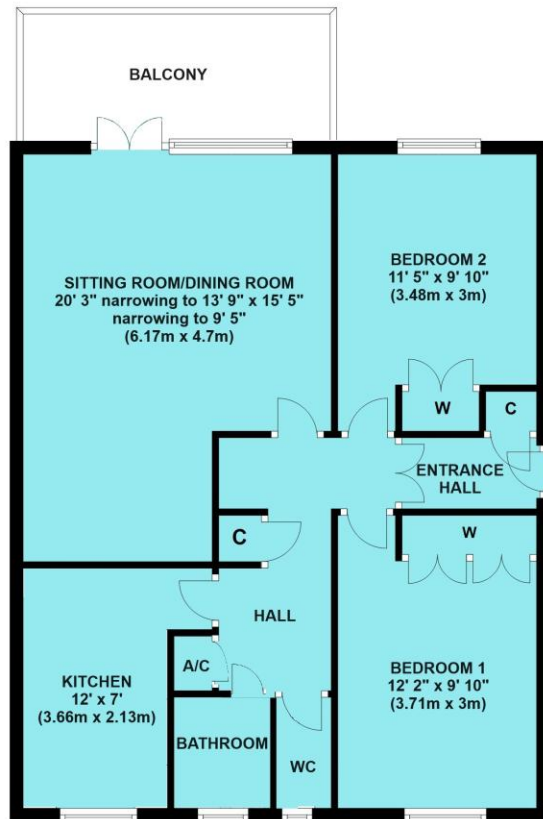 BALCONY
SITTING ROOM/DINING ROOM
20' 3" narrowing to 13' 9" x 15' 5"
narrowing to 9' 5"
(6.17m x 4.7m)
BEDROOM 2
11' 5" x 9' 10"
(3.48m x 3m)
W
C
ENTRANCE
HALL
C
W
HALL
A/C
KITCHEN
12' x 7'
(3.66m x 2.13m)
BEDROOM 1
12' 2" x 9' 10"
(3.71m x 3m)
BATHROOM
WC